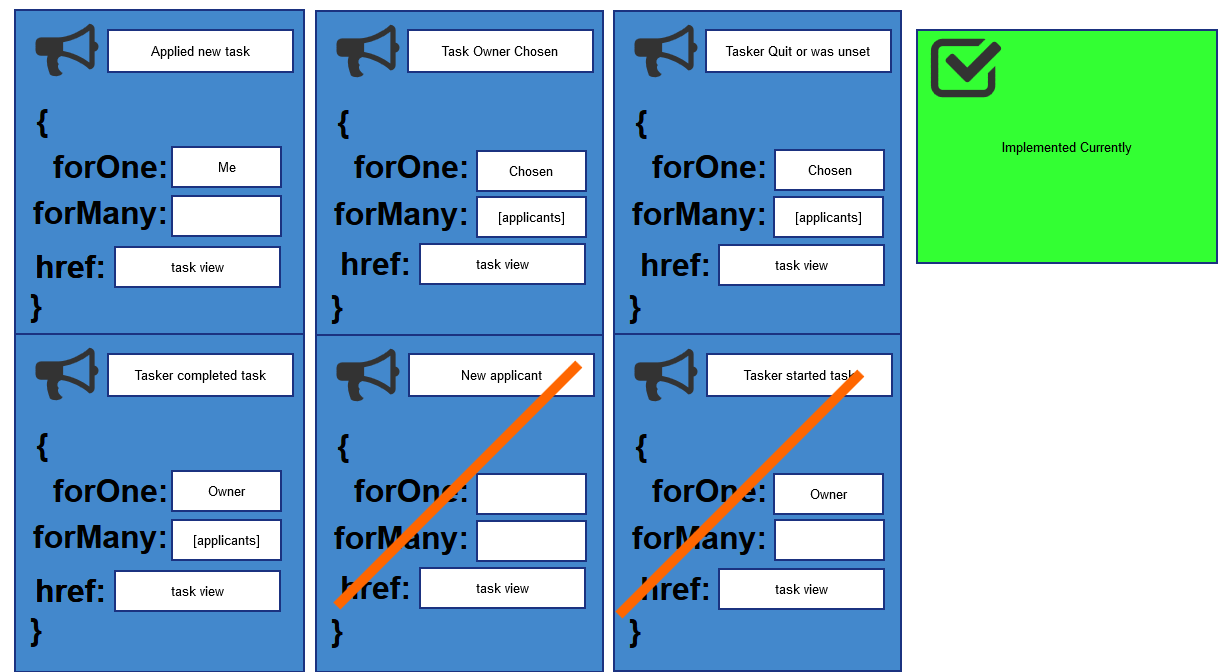 Applied new task
{
forOne: Me
forMany:
href: task view
}
Task Owner Chosen
{
forOne: Chosen
forMany: [applicants]
href: task view
}
Tasker Quit or was unset
{
forOne: Chosen
forMany: [applicants]
href: task view
}
Implemented Currently
Tasker completed task
{
forOne: Owner
forMany: [applicants]
href: task view
}
New applicant
{
forOne:
forMany:
href: task view
}
Tasker started task
{
forOne: Owner
forMany:
href: task view
}